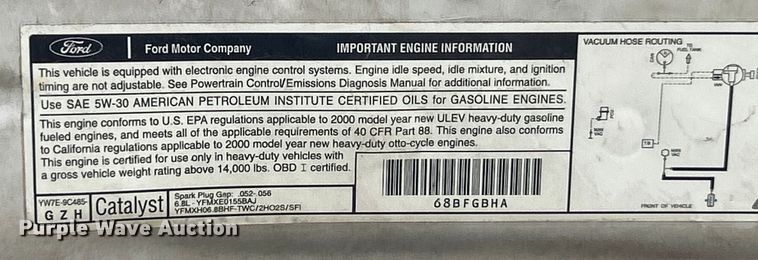 Ford Ford Motor Company IMPORTANT ENGINE INFORMATION
This vehicle is equipped with electronic engine control systems. Engine idle speed, idle mixture, and ignition
timing are not adjustable. See Powertrain Control/Emissions Diagnosis Manual for additional information.
Use SAE 5W-30 AMERICAN PETROLEUM INSTITUTE CERTIFIED OILS for GASOLINE ENGINES.
This engine conforms to U.S. EPA regulations applicable to 2000 model year new ULEV heavy-duty gasoline
fueled engines, and meets all of the applicable requirements of 40 CFR Part 88. This engine also conforms
to California regulations applicable to 2000 model year new heavy-duty otto-cycle engines.
This engine is certified for use only in heavy-duty vehicles with
a gross vehicle weight rating above 14,000 lbs. OBD I certified.
YW7E-9C485-
G Z H
Catalyst
Spark Plug Gap: .052-.056
6.8L - YFMXE0155BAJ
YFMXH06.8BHF-TWC/2HO2S/SFI
68BFGBHA
VACUUM HOSE ROUTING
TO
FUEL TANK
FRONT OF VEHICLE
Purple Wave Auction